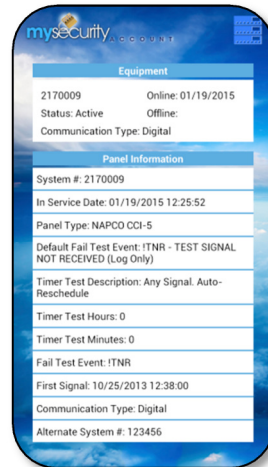 mysecurity
ACCOUNT
Equipment
2170009 Online: 01/19/2015
Status: Active Offline:
Communication Type: Digital
Panel Information
System #: 2170009
In Service Date: 01/19/2015 12:25:52
Panel Type: NAPCO CCI-5
Default Fail Test Event: !TNR - TEST SIGNAL
NOT RECEIVED (Log Only)
Timer Test Description: Any Signal. Auto-
Reschedule
Timer Test Hours: 0
Timer Test Minutes: 0
Fail Test Event: !TNR
First Signal: 10/25/2013 12:38:00
Communication Type: Digital
Alternate System #: 123456